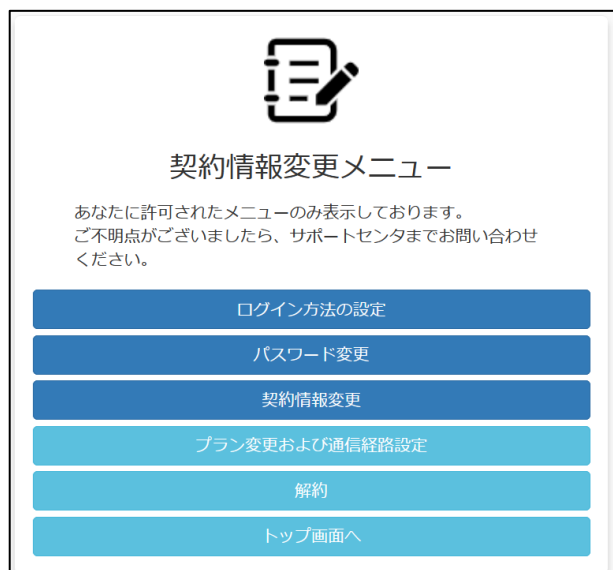 契約情報変更メニュー
あなたに許可されたメニューのみ表示しております。
ご不明点がございましたら、サポートセンタまでお問い合わせ
ください。
ログイン方法の設定
パスワード変更
契約情報変更
プラン変更および通信経路設定
解約
トップ画面へ